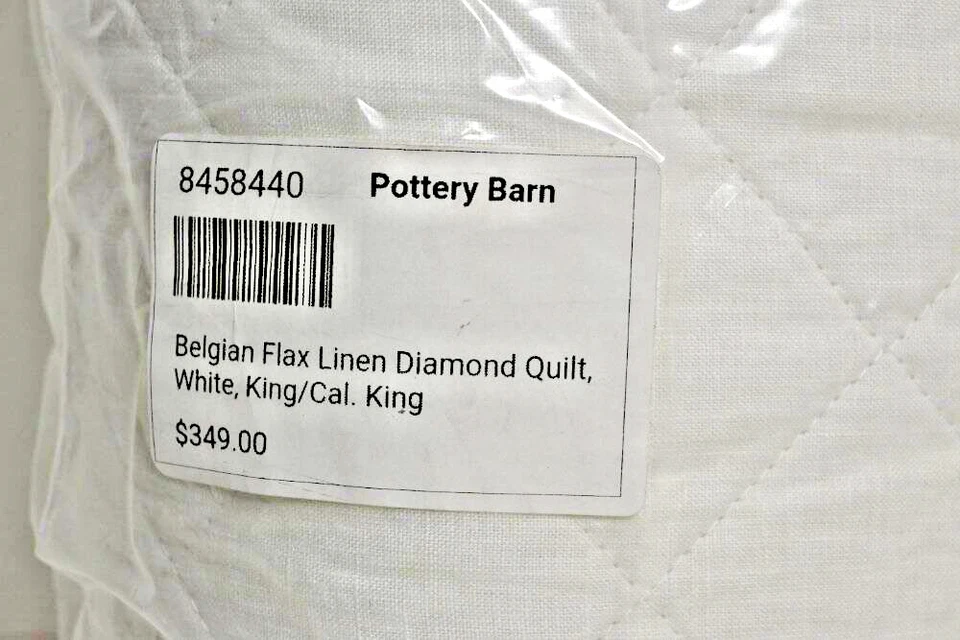 8458440 Pottery Barn
Belgian Flax Linen Diamond Quilt,
White, King/Cal. King
$349.00